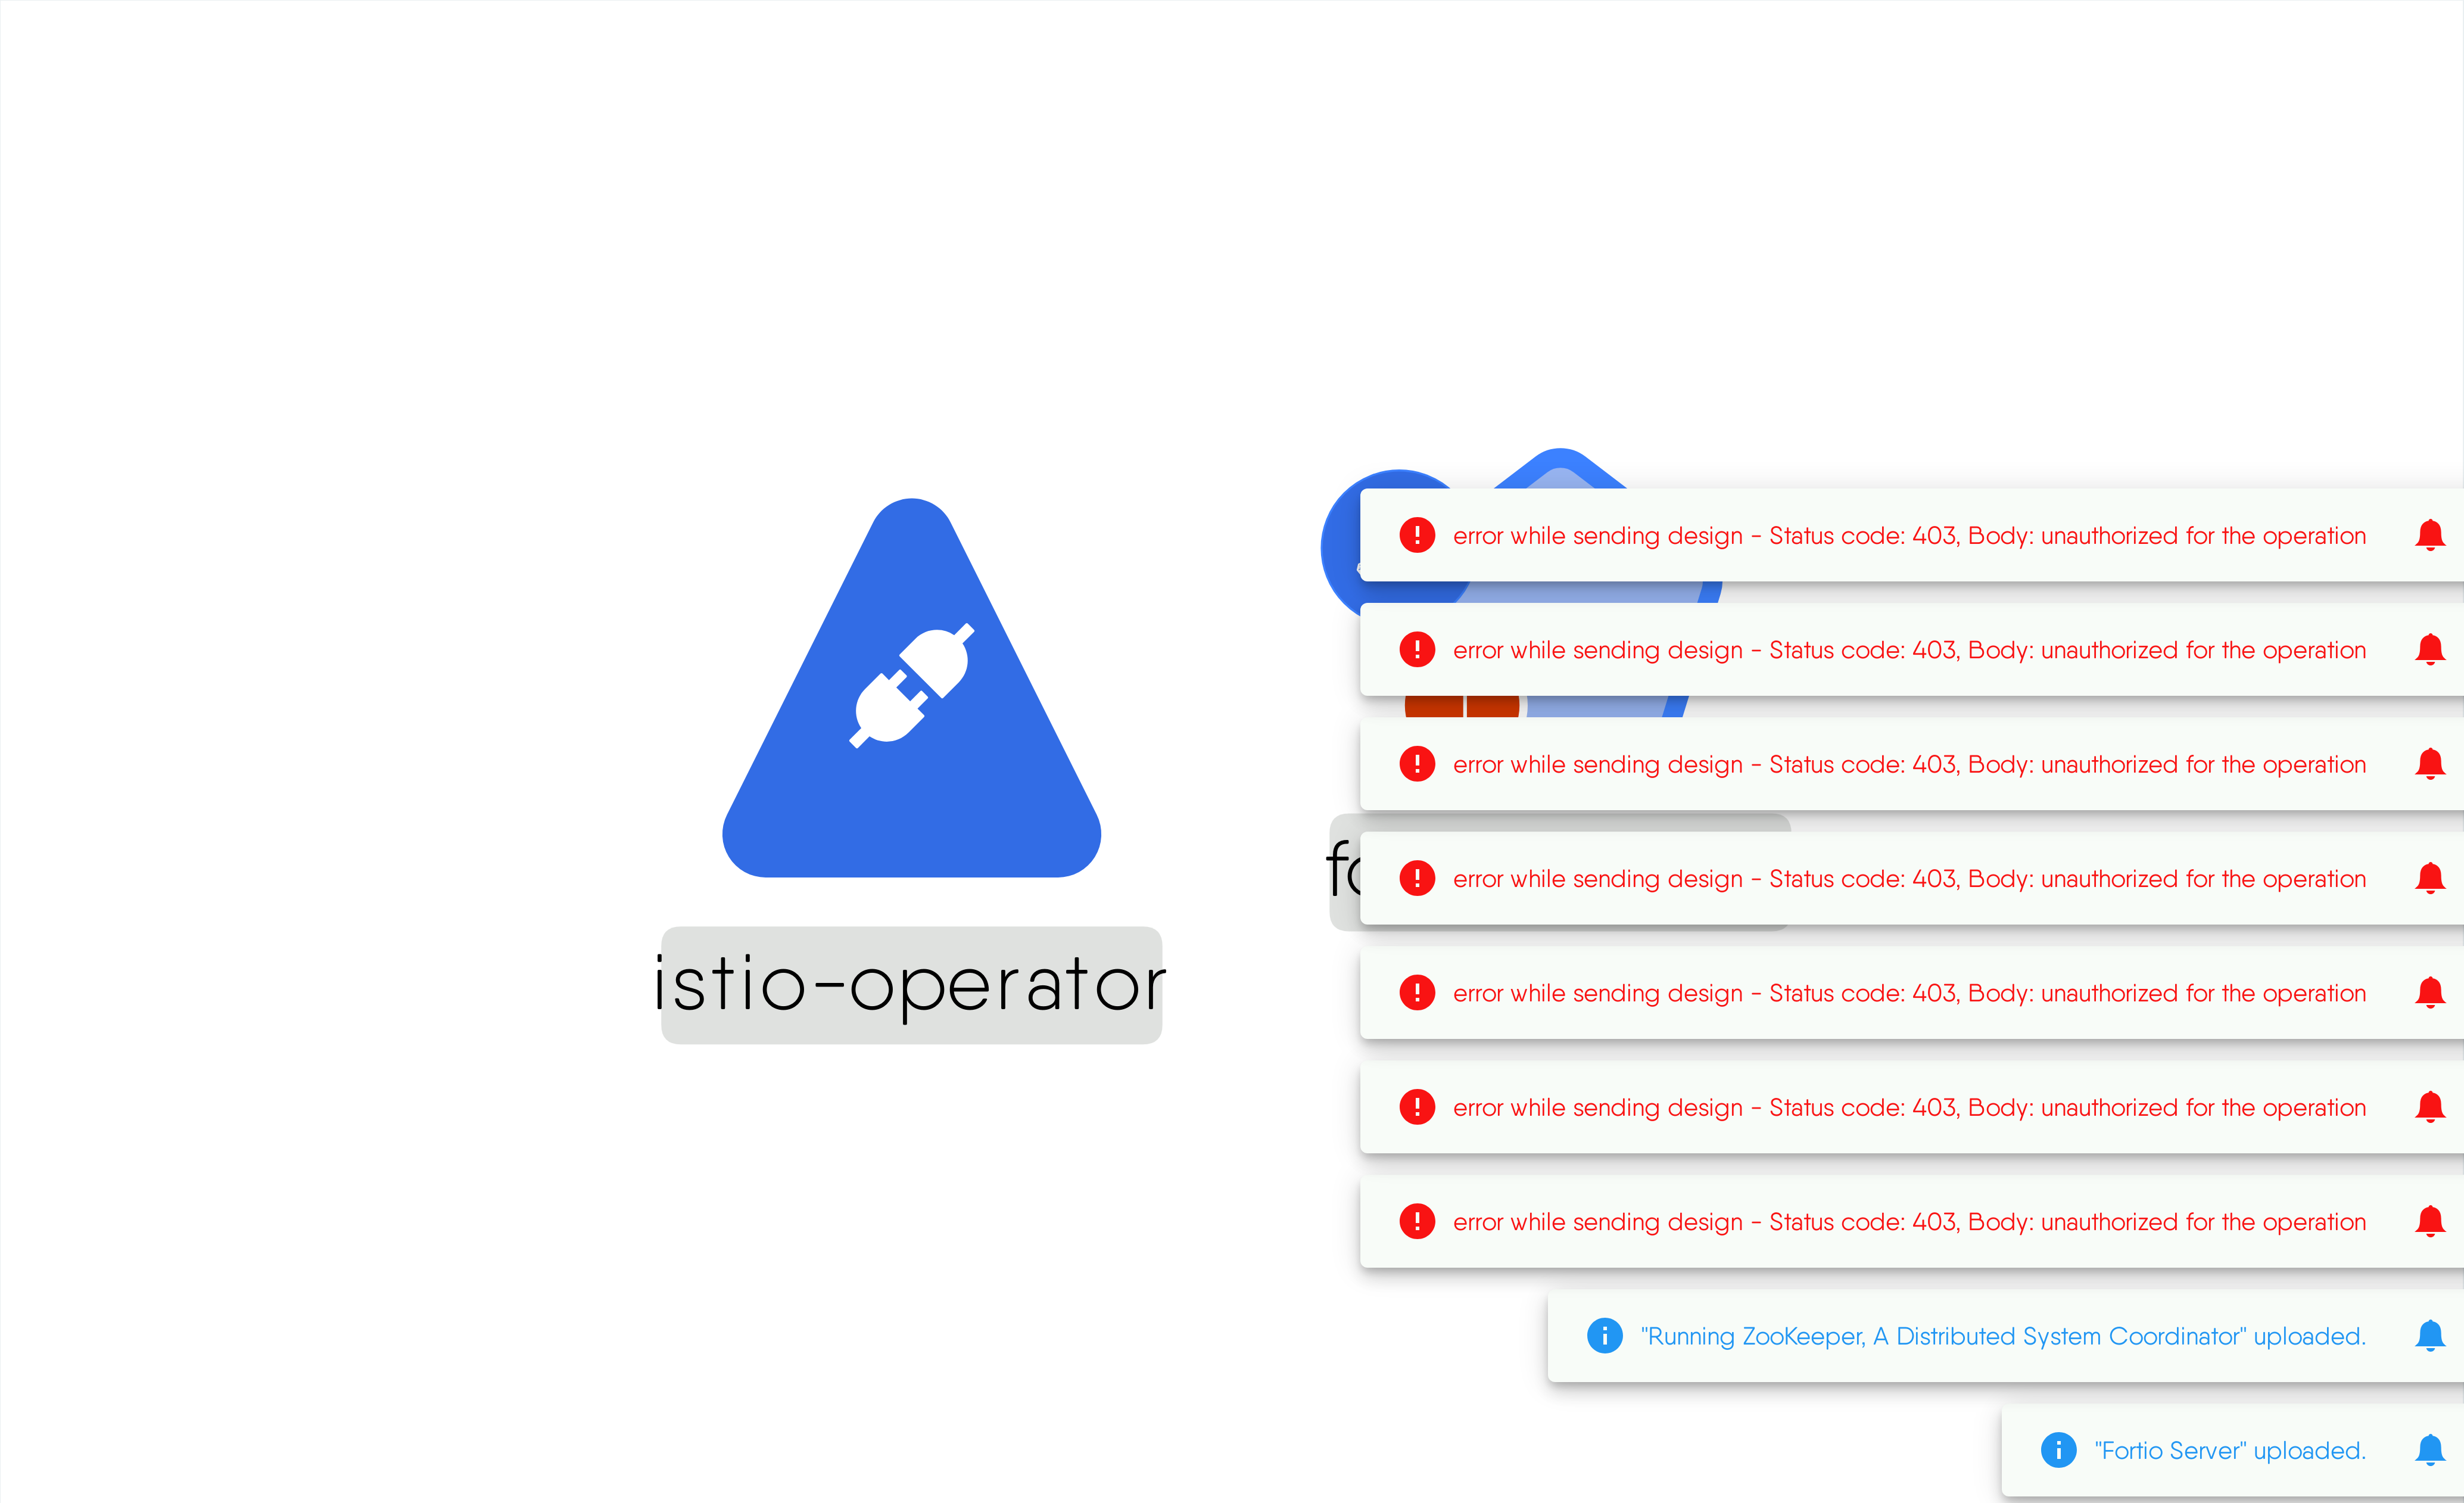 error while sending design - Status code: 403, Body: unauthorized for the operation
error while sending design - Status code: 403, Body: unauthorized for the operation
error while sending design - Status code: 403, Body: unauthorized for the operation
error while sending design - Status code: 403, Body: unauthorized for the operation
istio-operator
error while sending design - Status code: 403, Body: unauthorized for the operation
error while sending design - Status code: 403, Body: unauthorized for the operation
error while sending design - Status code: 403, Body: unauthorized for the operation
"Running ZooKeeper, A Distributed System Coordinator" uploaded.
"Fortio Server" uploaded.